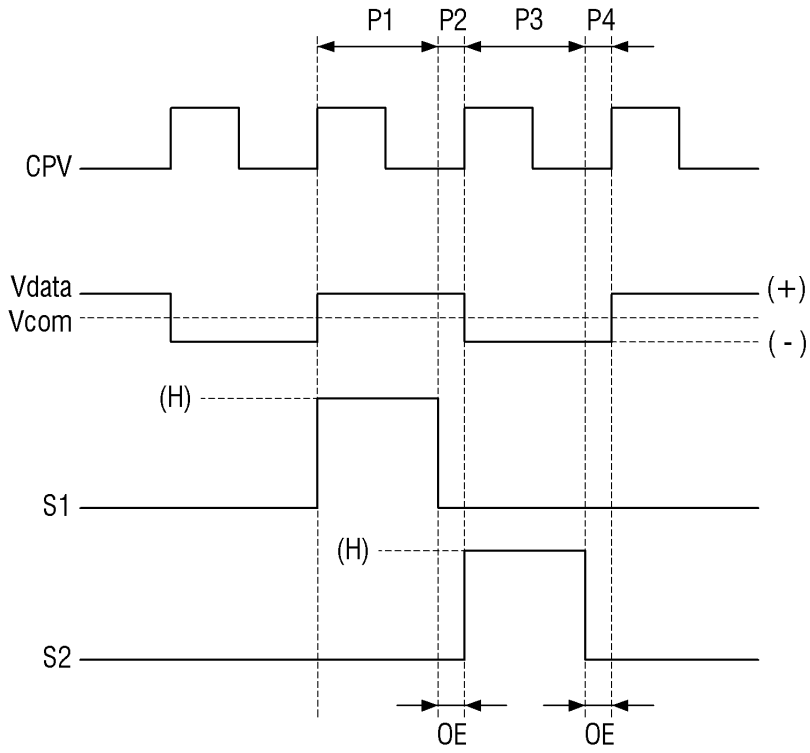 P1 P2 P3 P4
CPV
Vdata (+)
Vcom
(-)
(H)
S1
(H)
S2
OE OE